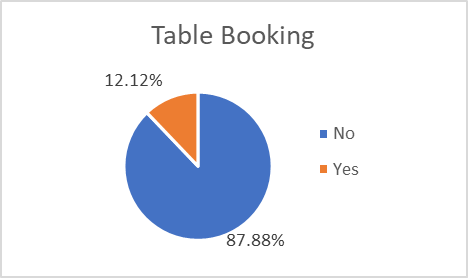 Table Booking
12.12%
No
Yes
87.88%